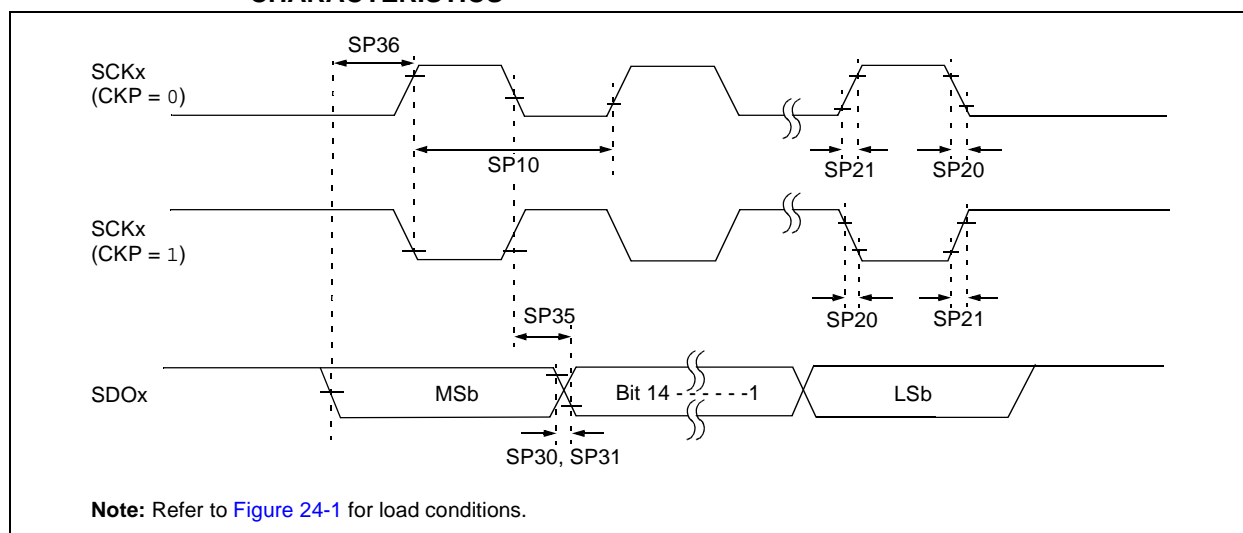 CHARACTERISTICS
SP36
SCKx
(CKP = 0)
SP10
SP21
SP20
SCKx
(CKP = 1)
SP35
SP20
SP21
SDOx
MSb
Bit 14 - - - - - -1
LSb
SP30, SP31
Note: Refer to Figure 24-1 for load conditions.